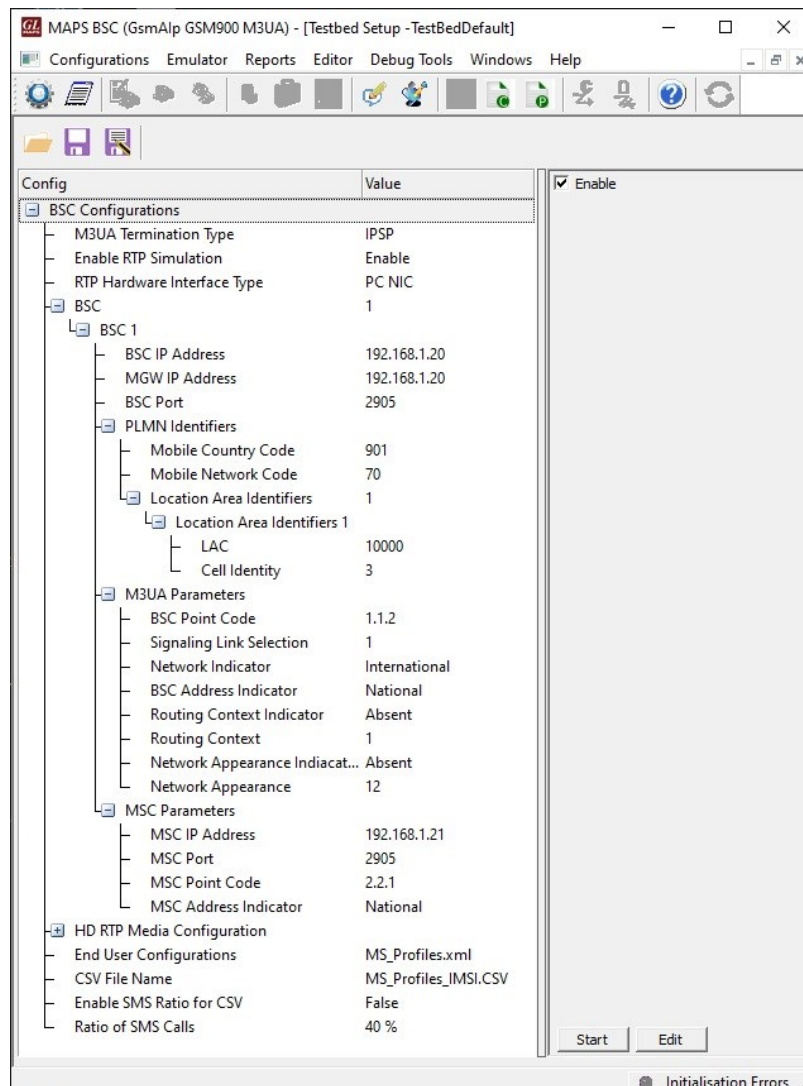 GL MAPS MAPS BSC (GsmAIp GSM900 M3UA) - [Testbed Setup -TestBedDefault]
Configurations Emulator Reports Editor Debug Tools Windows Help
C P
Config Value Enable
BSC Configurations
M3UA Termination Type IPSP
Enable RTP Simulation Enable
RTP Hardware Interface Type PC NIC
BSC 1
BSC 1
BSC IP Address 192.168.1.20
MGW IP Address 192.168.1.20
BSC Port 2905
PLMN Identifiers
Mobile Country Code 901
Mobile Network Code 70
Location Area Identifiers 1
Location Area Identifiers 1
LAC 10000
Cell Identity 3
M3UA Parameters
BSC Point Code 1.1.2
Signaling Link Selection 1
Network Indicator International
BSC Address Indicator National
Routing Context Indicator Absent
Routing Context 1
Network Appearance Indiacat... Absent
Network Appearance 12
MSC Parameters
MSC IP Address 192.168.1.21
MSC Port 2905
MSC Point Code 2.2.1
MSC Address Indicator National
HD RTP Media Configuration
End User Configurations MS_Profiles.xml
CSV File Name MS_Profiles_IMSI.CSV
Enable SMS Ratio for CSV False
Ratio of SMS Calls 40 %
Start Edit
Initialisation Errors